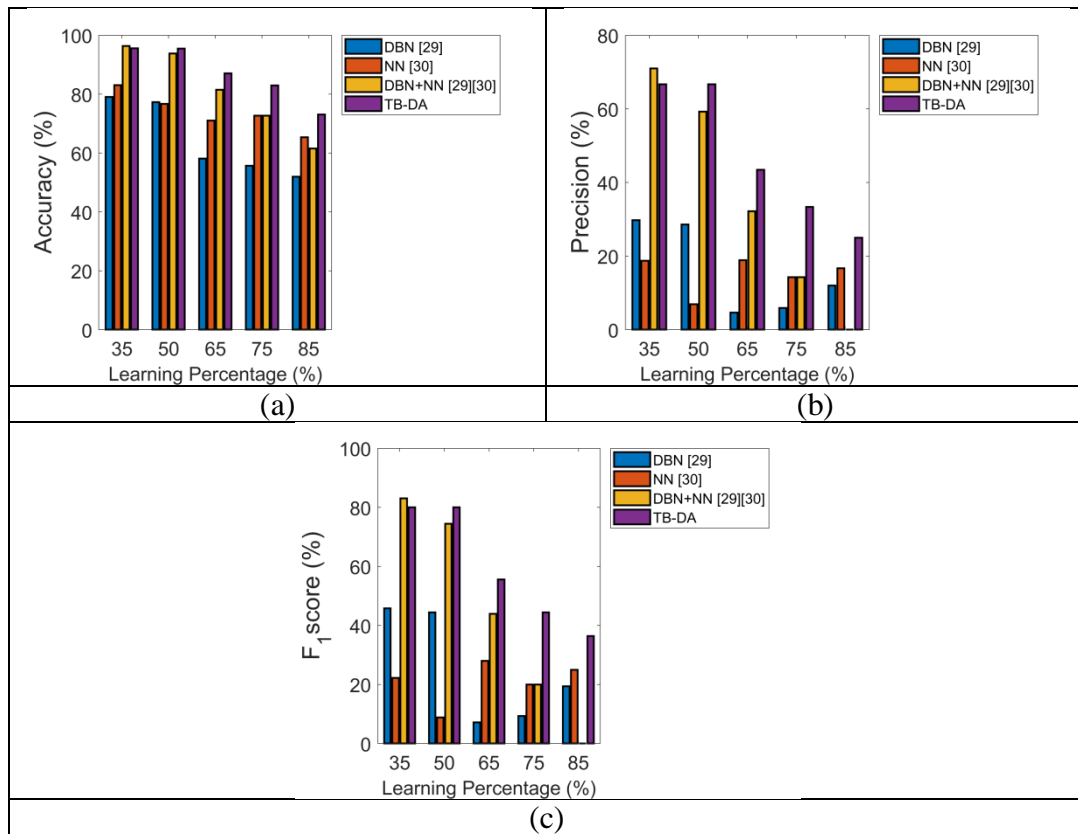 100
80
60
40
20
0
Accuracy (%)
35 50 65 75 85
Learning Percentage (%)
DBN [29]
NN [30]
DBN+NN [29][30]
TB-DA
(a)
80
60
40
20
0
Precision (%)
35 50 65 75 85
Learning Percentage (%)
DBN [29]
NN [30]
DBN+NN [29][30]
TB-DA
(b)
100
80
60
40
20
0
F1score (%)
35 50 65 75 85
Learning Percentage (%)
DBN [29]
NN [30]
DBN+NN [29][30]
TB-DA
(c)